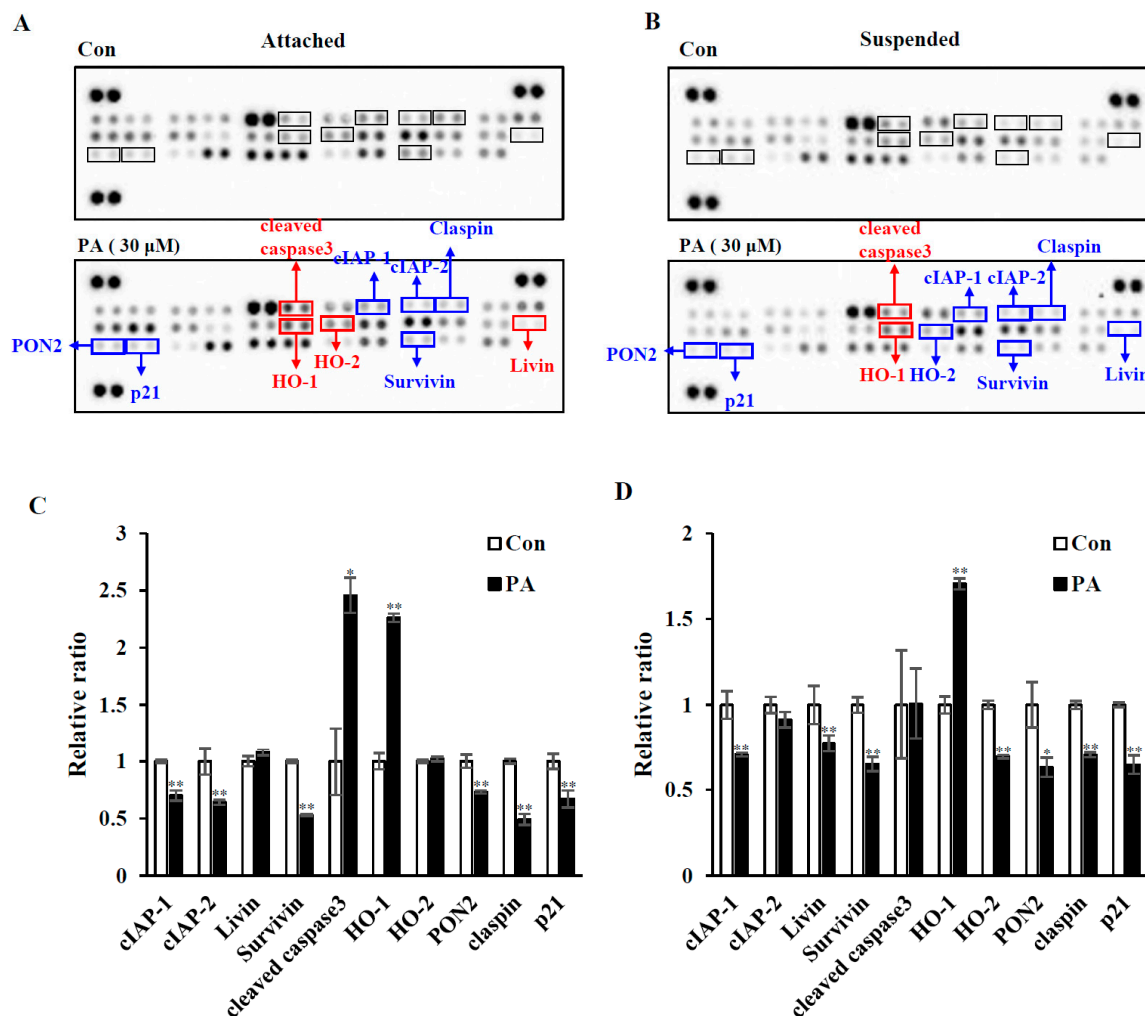 A
Attached
Con
B
Suspended
Con
PA ( 30 μM)
cleaved
caspase3
cIAP-1
cIAP-2
Claspin
PON2
p21
HO-1
HO-2
Survivin
Livin
PA ( 30 μM)
cleaved
caspase3
cIAP-1
cIAP-2
Claspin
PON2
p21
HO-1
HO-2
Survivin
Livin
C
Relative ratio
3
2.5
2
1.5
1
0.5
0
Con
PA
**
**
**
*
**
**
**
**
cIAP-1
cIAP-2
Livin
Survivin
cleaved caspase3
HO-1
HO-2
PON2
claspin
p21
D
Relative ratio
2
1.5
1
0.5
0
Con
PA
**
**
**
**
**
*
**
**
cIAP-1
cIAP-2
Livin
Survivin
cleaved caspase3
HO-1
HO-2
PON2
claspin
p21